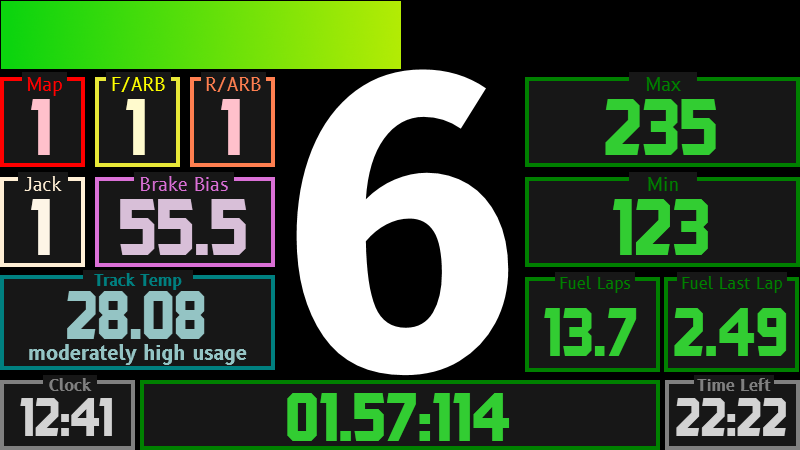 Map
1
F/ARB
1
R/ARB
1
Jack
1
Brake Bias
55.5
Track Temp
28.08
moderately high usage
6
Max
235
Min
123
Fuel Laps
13.7
Fuel Last Lap
2.49
Clock
12:41
01.57:114
Time Left
22:22